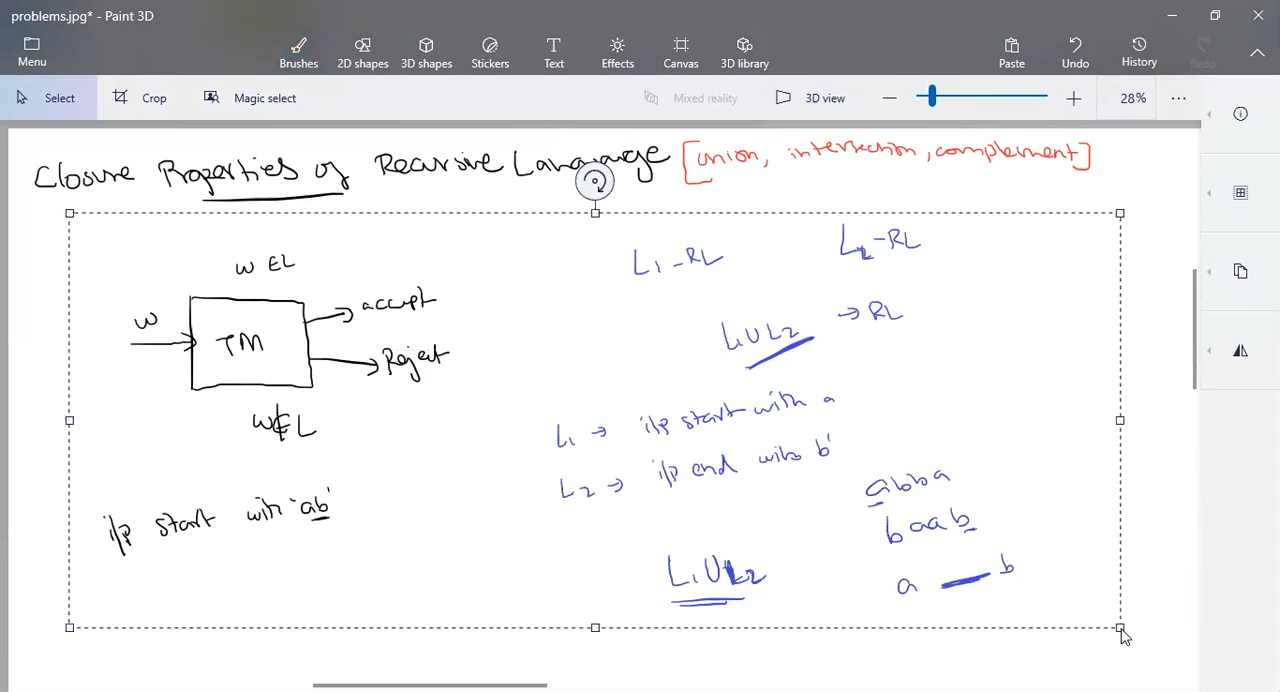 problems.jpg* - Paint 3D
Menu
Brushes
2D shapes
3D shapes
Stickers
Text
Effects
Canvas
3D library
Paste
Undo
History
Redo
Select
Crop
Magic select
Mixed reality
3D view
28%
Closure Properties of Recursive Language [union, intersection, complement]
w ∈ L
w
TM
accept
Reject
w ∉ L
i/p start with 'ab'
L1 - RL
L2 - RL
L1 U L2 → RL
L1 → i/p start with a
L2 → i/p end with b'
abba
baab
L1 U L2
a — b